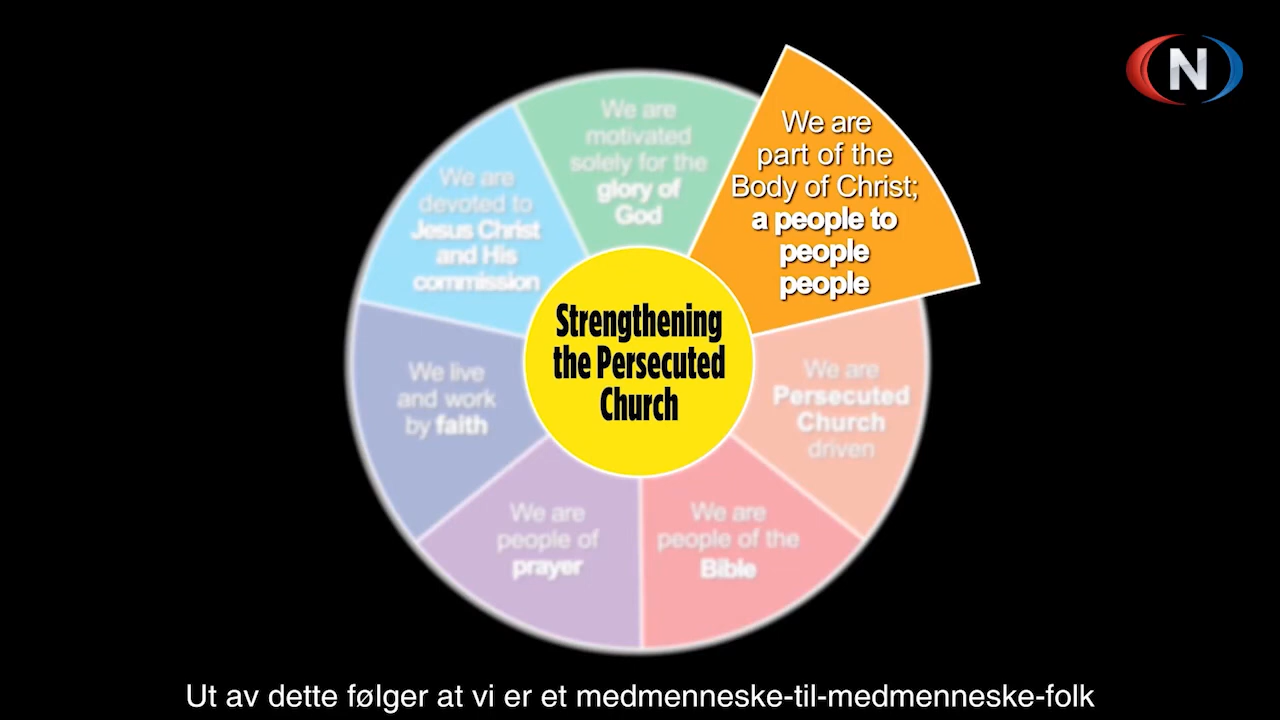 N
We are
motivated
solely for the
glory of
God
We are
part of the
Body of Christ;
a people to
people
people
We are
Persecuted
Church
driven
We are
people of the
Bible
We are
people of
prayer
We live
and work
by faith
We are
devoted to
Jesus Christ
and His
commission
Strengthening
the Persecuted
Church
Ut av dette følger at vi er et medmenneske-til-medmenneske-folk